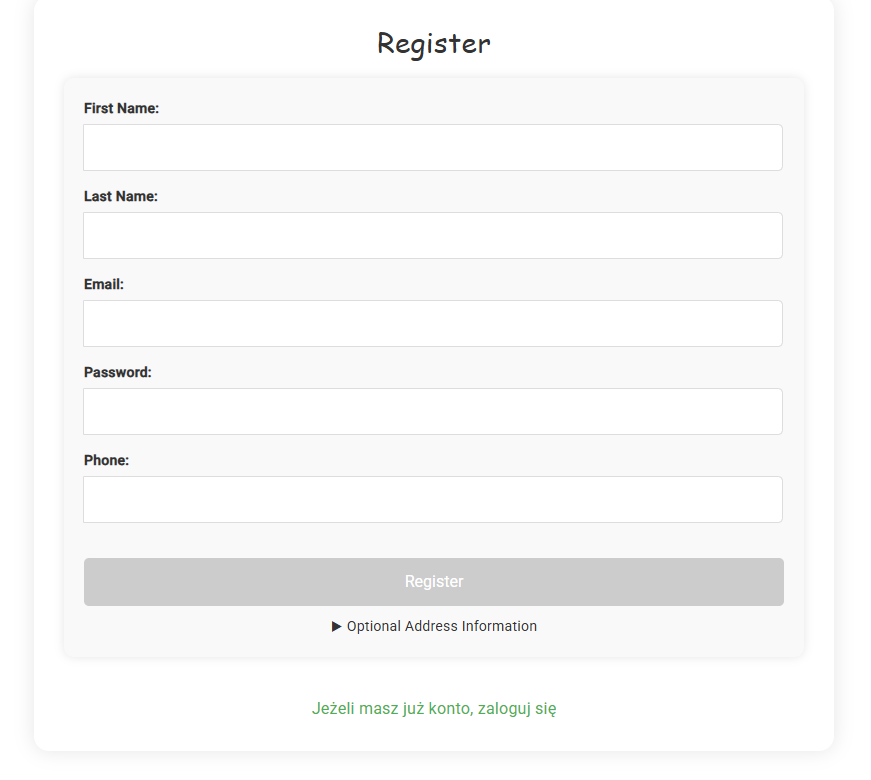 Register
First Name:
Last Name:
Email:
Password:
Phone:
Register
▶ Optional Address Information
Jeżeli masz już konto, zaloguj się